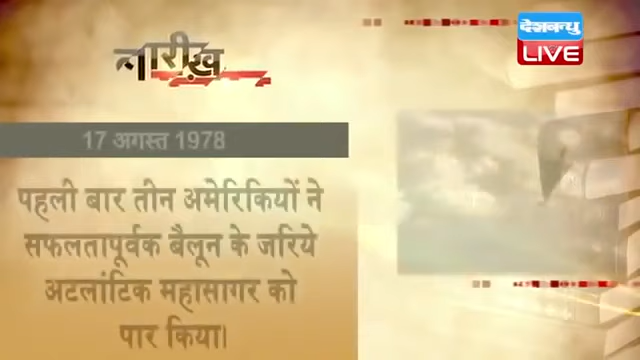 तारीख़
देशबन्धु
LIVE
17 अगस्त 1978
पहली बार तीन अमेरिकियों ने
सफलतापूर्वक बैलून के जरिये
अटलांटिक महासागर को
पार किया।